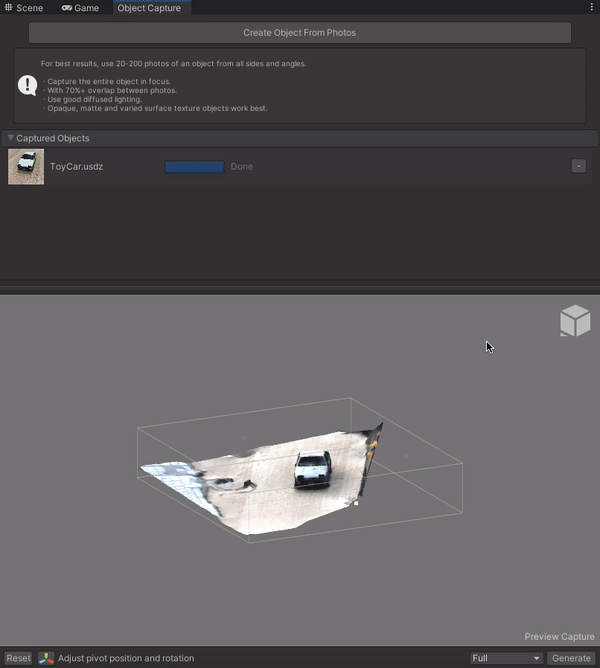 Scene Game Object Capture
Create Object From Photos
For best results, use 20-200 photos of an object from all sides and angles.
· Capture the entire object in focus.
· With 70%+ overlap between photos.
· Use good diffused lighting.
· Opaque, matte and varied surface texture objects work best.
Captured Objects
ToyCar.usdz Done -
Preview Capture
Reset Adjust pivot position and rotation Full Generate